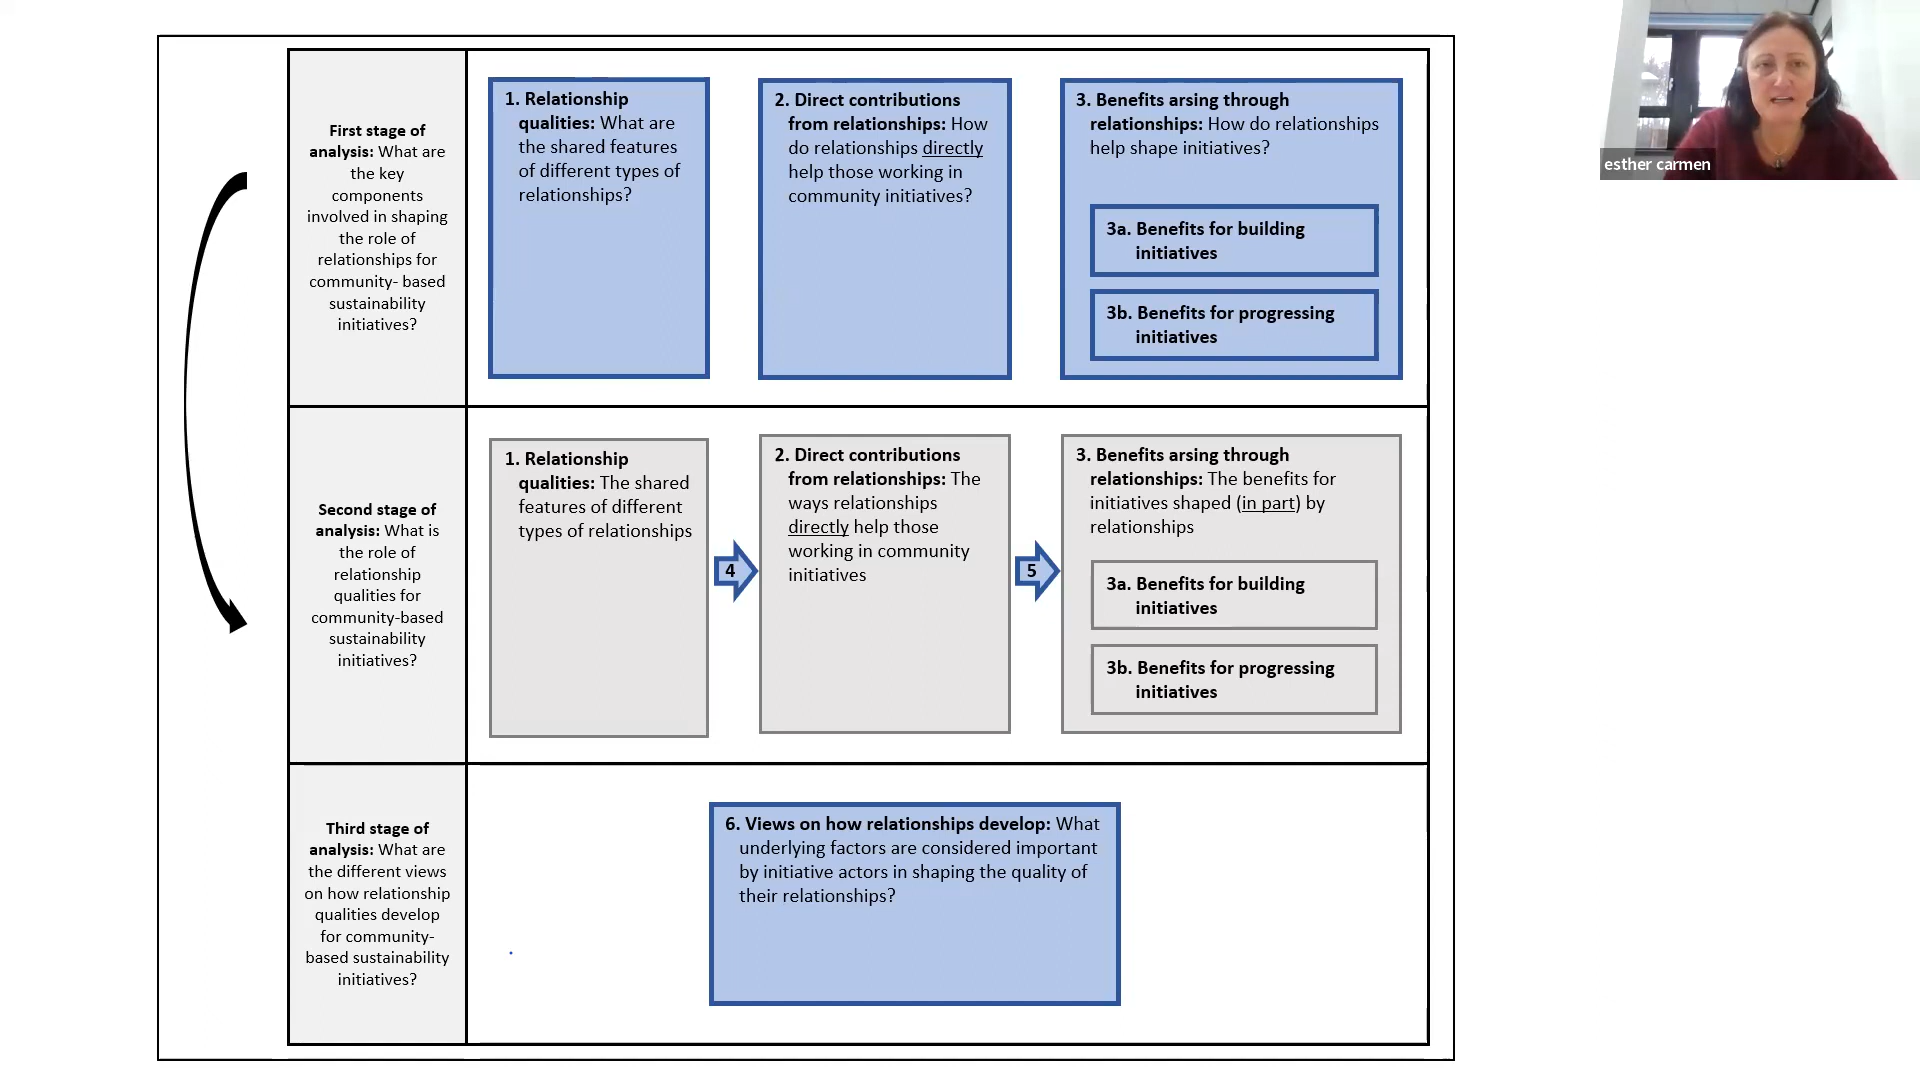 First stage of
analysis: What are
the key
components
involved in shaping
the role of
relationships for
community- based
sustainability
initiatives?
1. Relationship
qualities: What are
the shared features
of different types of
relationships?
2. Direct contributions
from relationships: How
do relationships directly
help those working in
community initiatives?
3. Benefits arsing through
relationships: How do relationships
help shape initiatives?
3a. Benefits for building
initiatives
3b. Benefits for progressing
initiatives
Second stage of
analysis: What is
the role of
relationship
qualities for
community-based
sustainability
initiatives?
1. Relationship
qualities: The shared
features of different
types of relationships
4
2. Direct contributions
from relationships: The
ways relationships
directly help those
working in community
initiatives
5
3. Benefits arsing through
relationships: The benefits for
initiatives shaped (in part) by
relationships
3a. Benefits for building
initiatives
3b. Benefits for progressing
initiatives
Third stage of
analysis: What are
the different views
on how relationship
qualities develop
for community-
based sustainability
initiatives?
6. Views on how relationships develop: What
underlying factors are considered important
by initiative actors in shaping the quality of
their relationships?
esther carmen